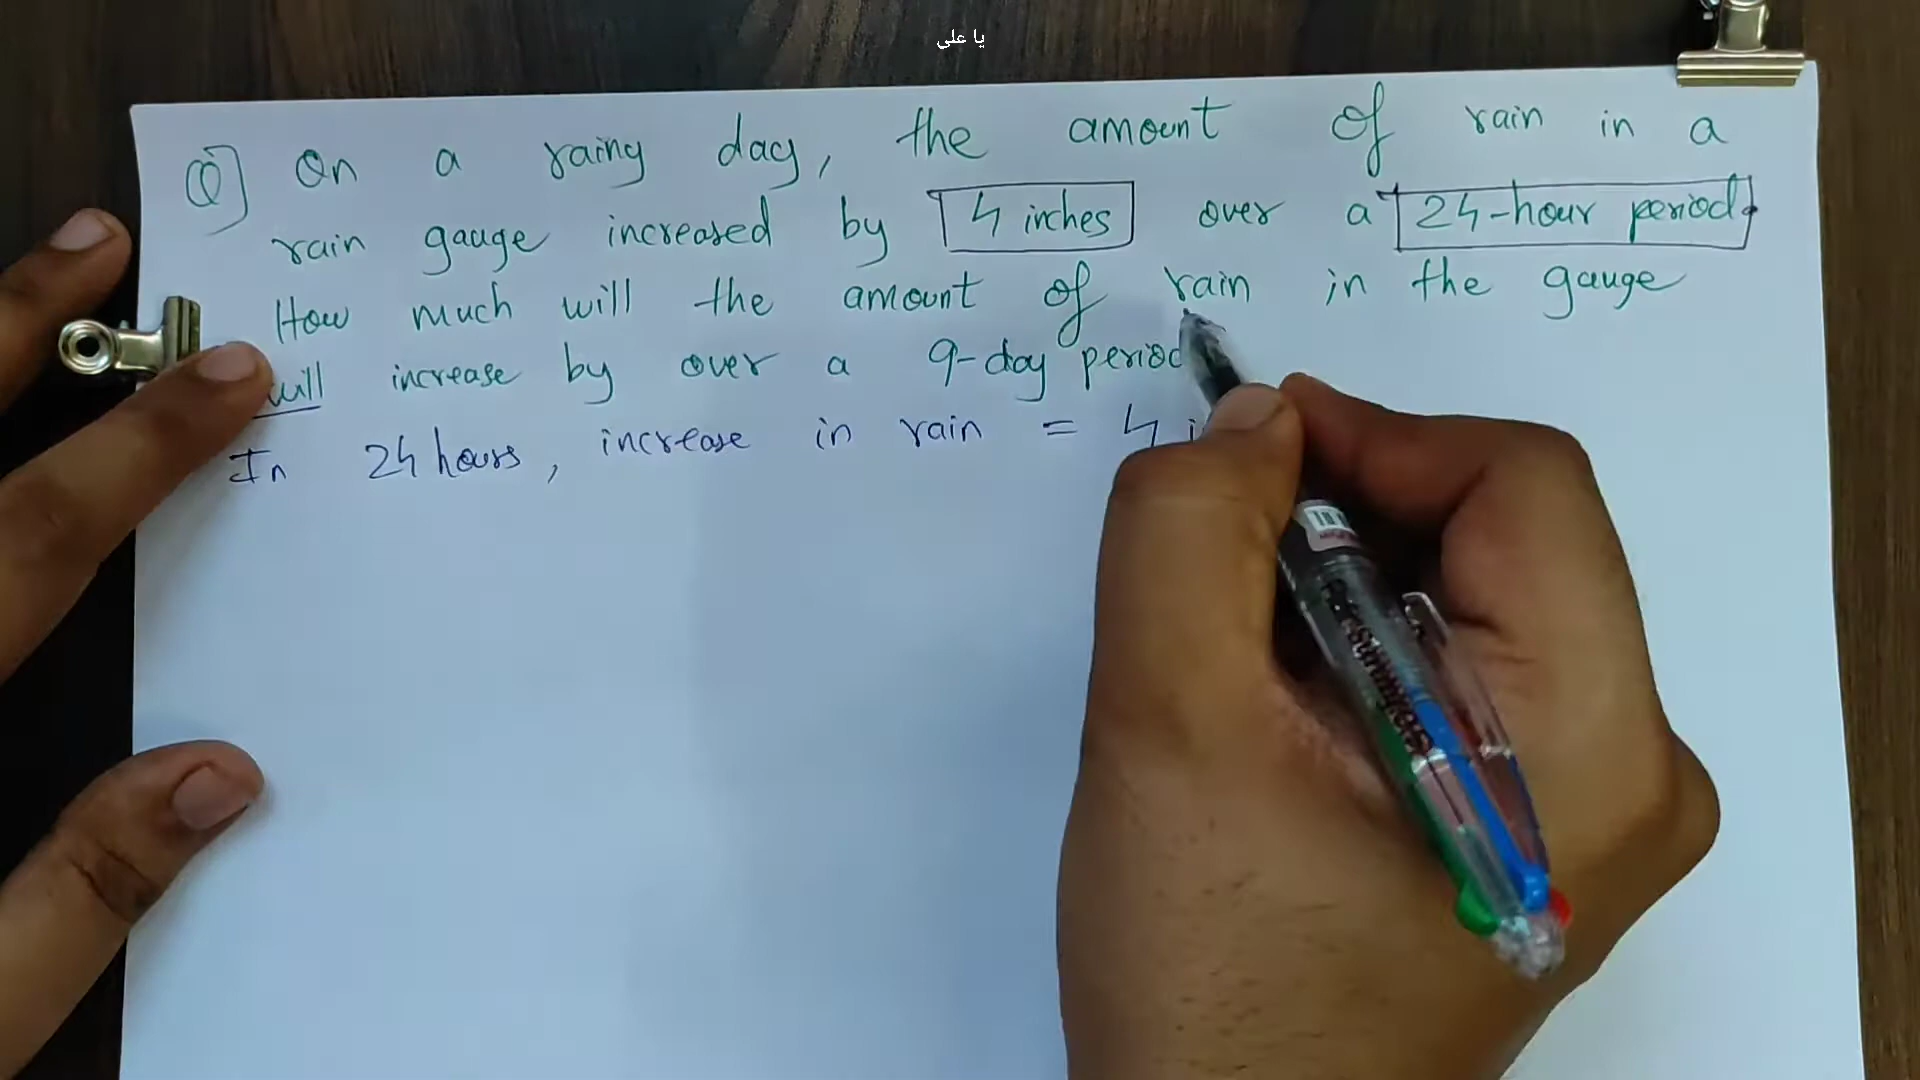 يا على
Q] On a rainy day, the amount of rain in a
rain gauge increased by 4 inches over a 24-hour period.
How much will the amount of rain in the gauge
will increase by over a 9-day period
In 24 hours, increase in rain = 4 i